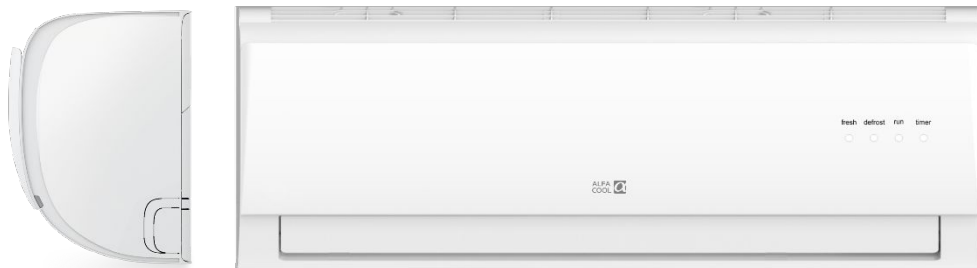 fresh defrost run timer
ALFA
COOL α